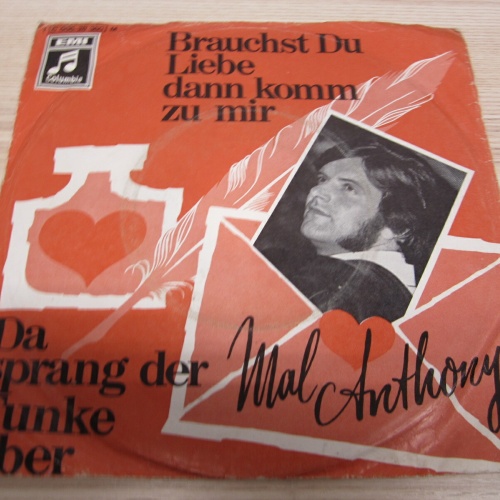 EMI
Columbia
Brauchst Du
Liebe
dann komm
zu mir
Da
sprang der
unke
ber
Mal Anthony